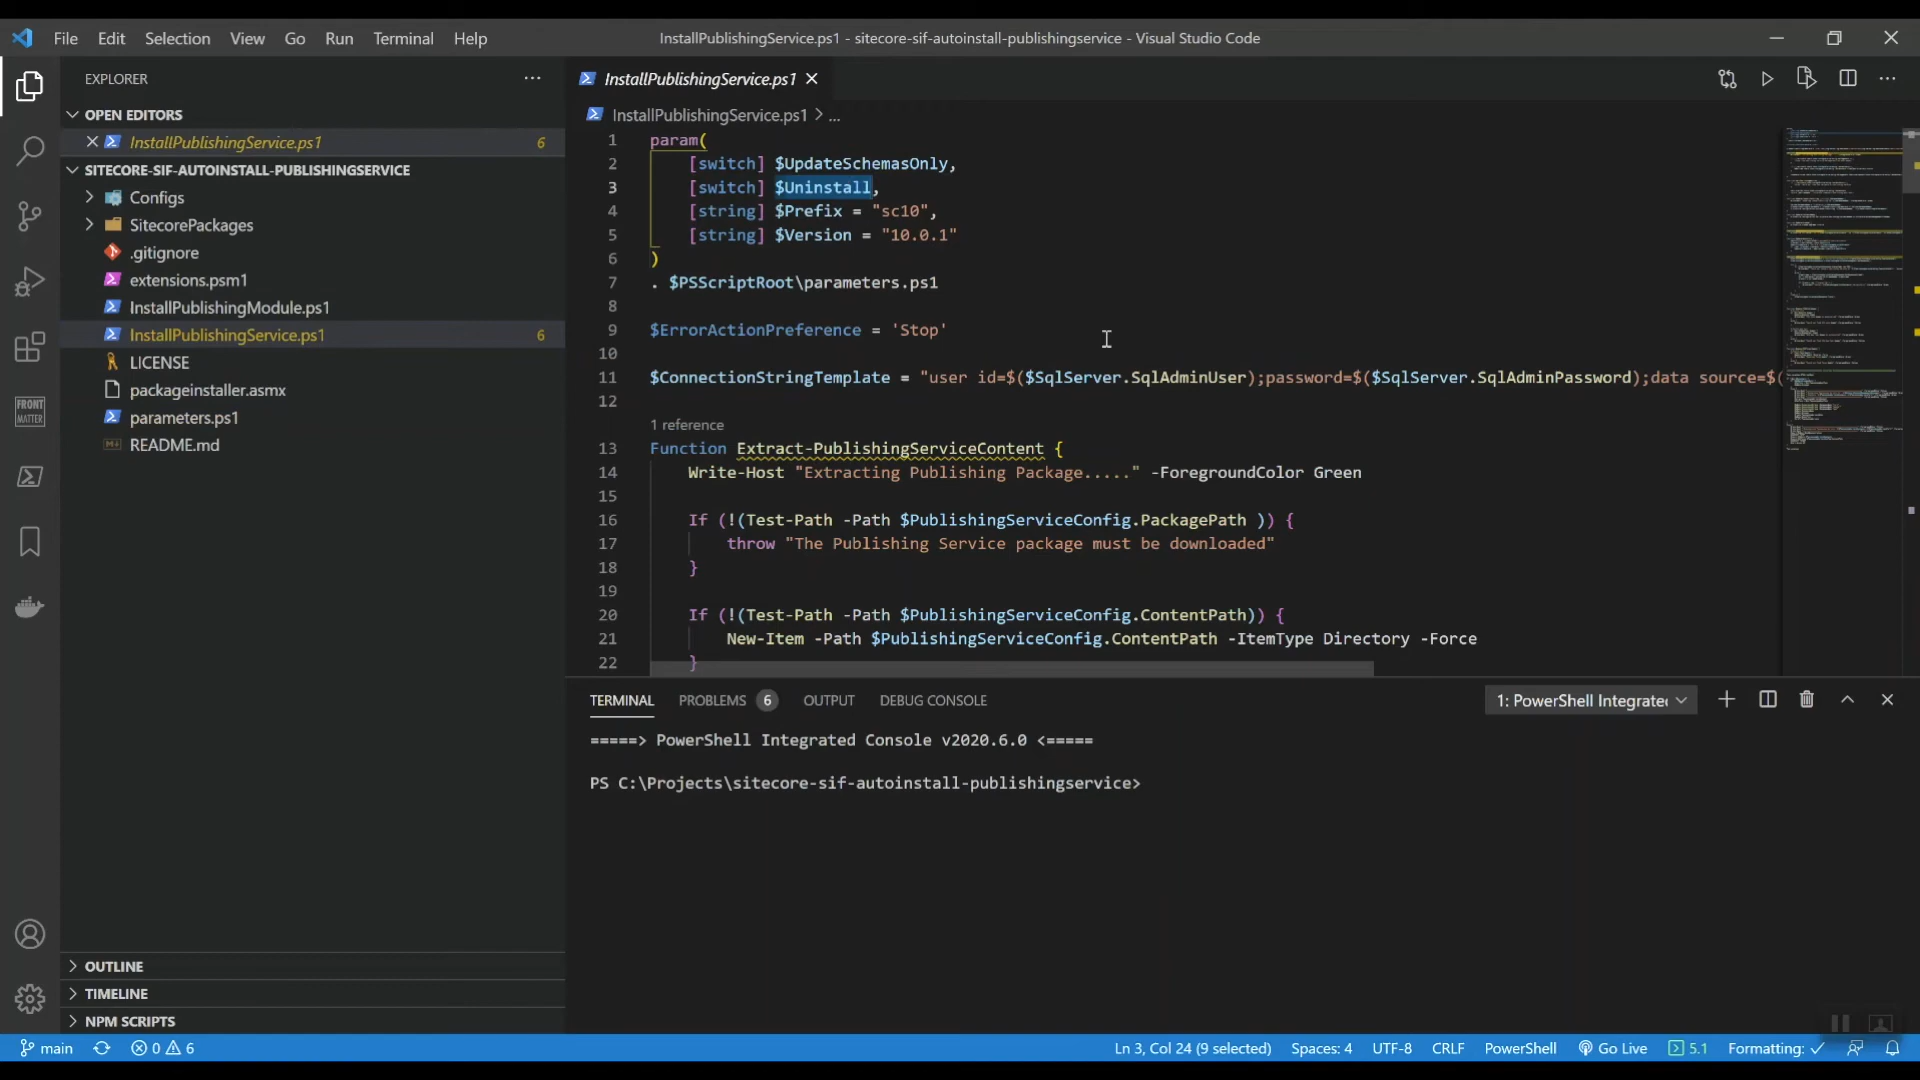 File Edit Selection View Go Run Terminal Help
InstallPublishingService.ps1 - sitecore-sif-autoinstall-publishingservice - Visual Studio Code
EXPLORER
OPEN EDITORS
InstallPublishingService.ps1 6
SITECORE-SIF-AUTOINSTALL-PUBLISHINGSERVICE
Configs
SitecorePackages
.gitignore
extensions.psm1
InstallPublishingModule.ps1
InstallPublishingService.ps1 6
LICENSE
packageinstaller.asmx
parameters.ps1
README.md
FRONT MATTER
OUTLINE
TIMELINE
NPM SCRIPTS
InstallPublishingService.ps1
InstallPublishingService.ps1 > ...
1 param(
2 [switch] $UpdateSchemasOnly,
3 [switch] $Uninstall,
4 [string] $Prefix = "sc10",
5 [string] $Version = "10.0.1"
6 )
7 . $PSScriptRoot\parameters.ps1
8
9 $ErrorActionPreference = 'Stop'
10
11 $ConnectionStringTemplate = "user id=$($SqlServer.SqlAdminUser);password=$($SqlServer.SqlAdminPassword);data source=$(
12
1 reference
13 Function Extract-PublishingServiceContent {
14 Write-Host "Extracting Publishing Package....." -ForegroundColor Green
15
16 If (!(Test-Path -Path $PublishingServiceConfig.PackagePath )) {
17 throw "The Publishing Service package must be downloaded"
18 }
19
20 If (!(Test-Path -Path $PublishingServiceConfig.ContentPath)) {
21 New-Item -Path $PublishingServiceConfig.ContentPath -ItemType Directory -Force
22 }
TERMINAL PROBLEMS 6 OUTPUT DEBUG CONSOLE
1: PowerShell Integrate
=====> PowerShell Integrated Console v2020.6.0 <=====
PS C:\Projects\sitecore-sif-autoinstall-publishingservice>
main 0 6
Ln 3, Col 24 (9 selected) Spaces: 4 UTF-8 CRLF PowerShell Go Live 5.1 Formatting: ✓